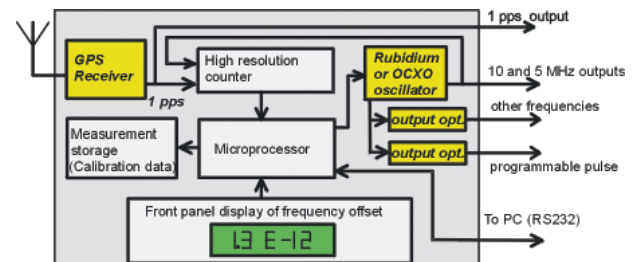 1 pps output
GPS
Receiver
High resolution
counter
Rubidium
or OCXO
oscillator
10 and 5 MHz outputs
1 pps
other frequencies
output opt.
Measurement
storage
(Calibration data)
Microprocessor
output opt.
programmable pulse
Front panel display of frequency offset
1.3 E-12
To PC (RS232)